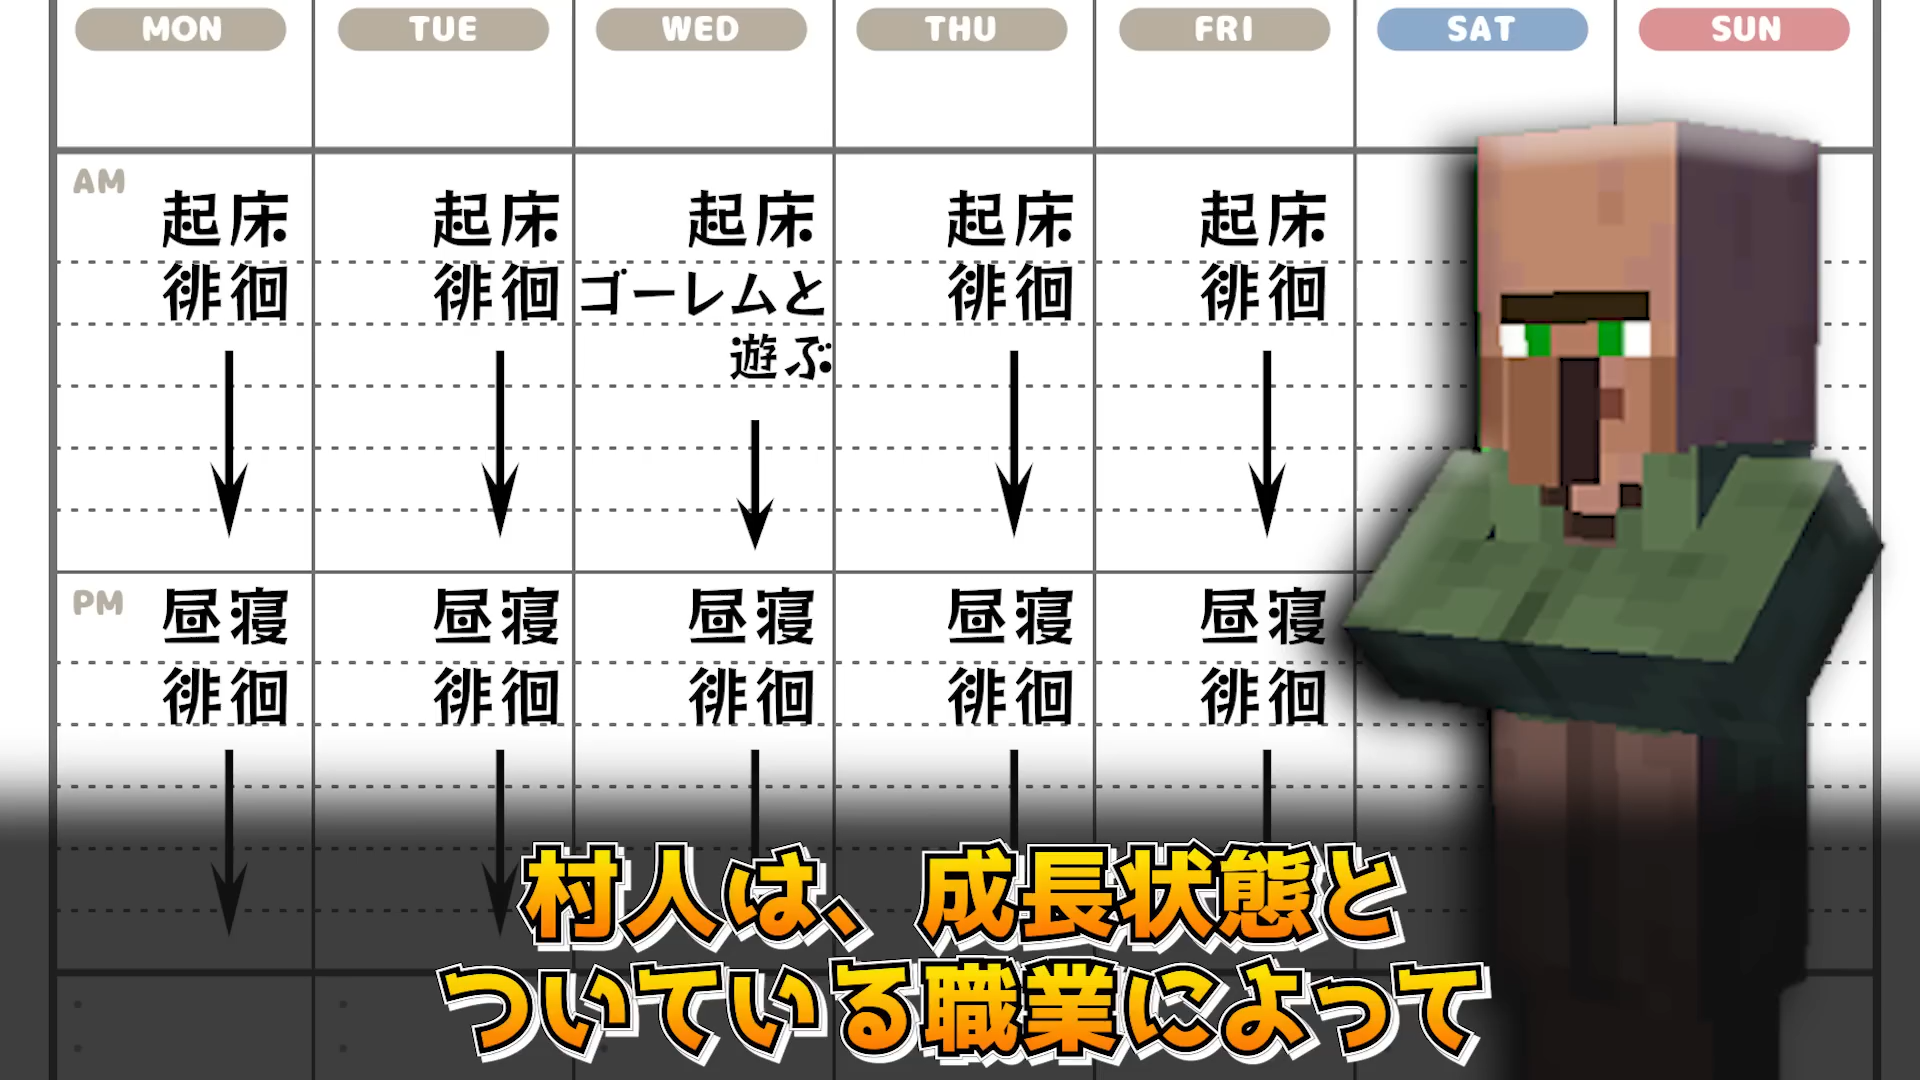 MON TUE WED THU FRI SAT SUN
AM
起床 起床 起床 起床 起床
徘徊 徘徊 ゴーレムと 徘徊 徘徊
遊ぶ
PM
昼寝 昼寝 昼寝 昼寝 昼寝
徘徊 徘徊 徘徊 徘徊 徘徊
村人は、成長状態と
ついている職業によって